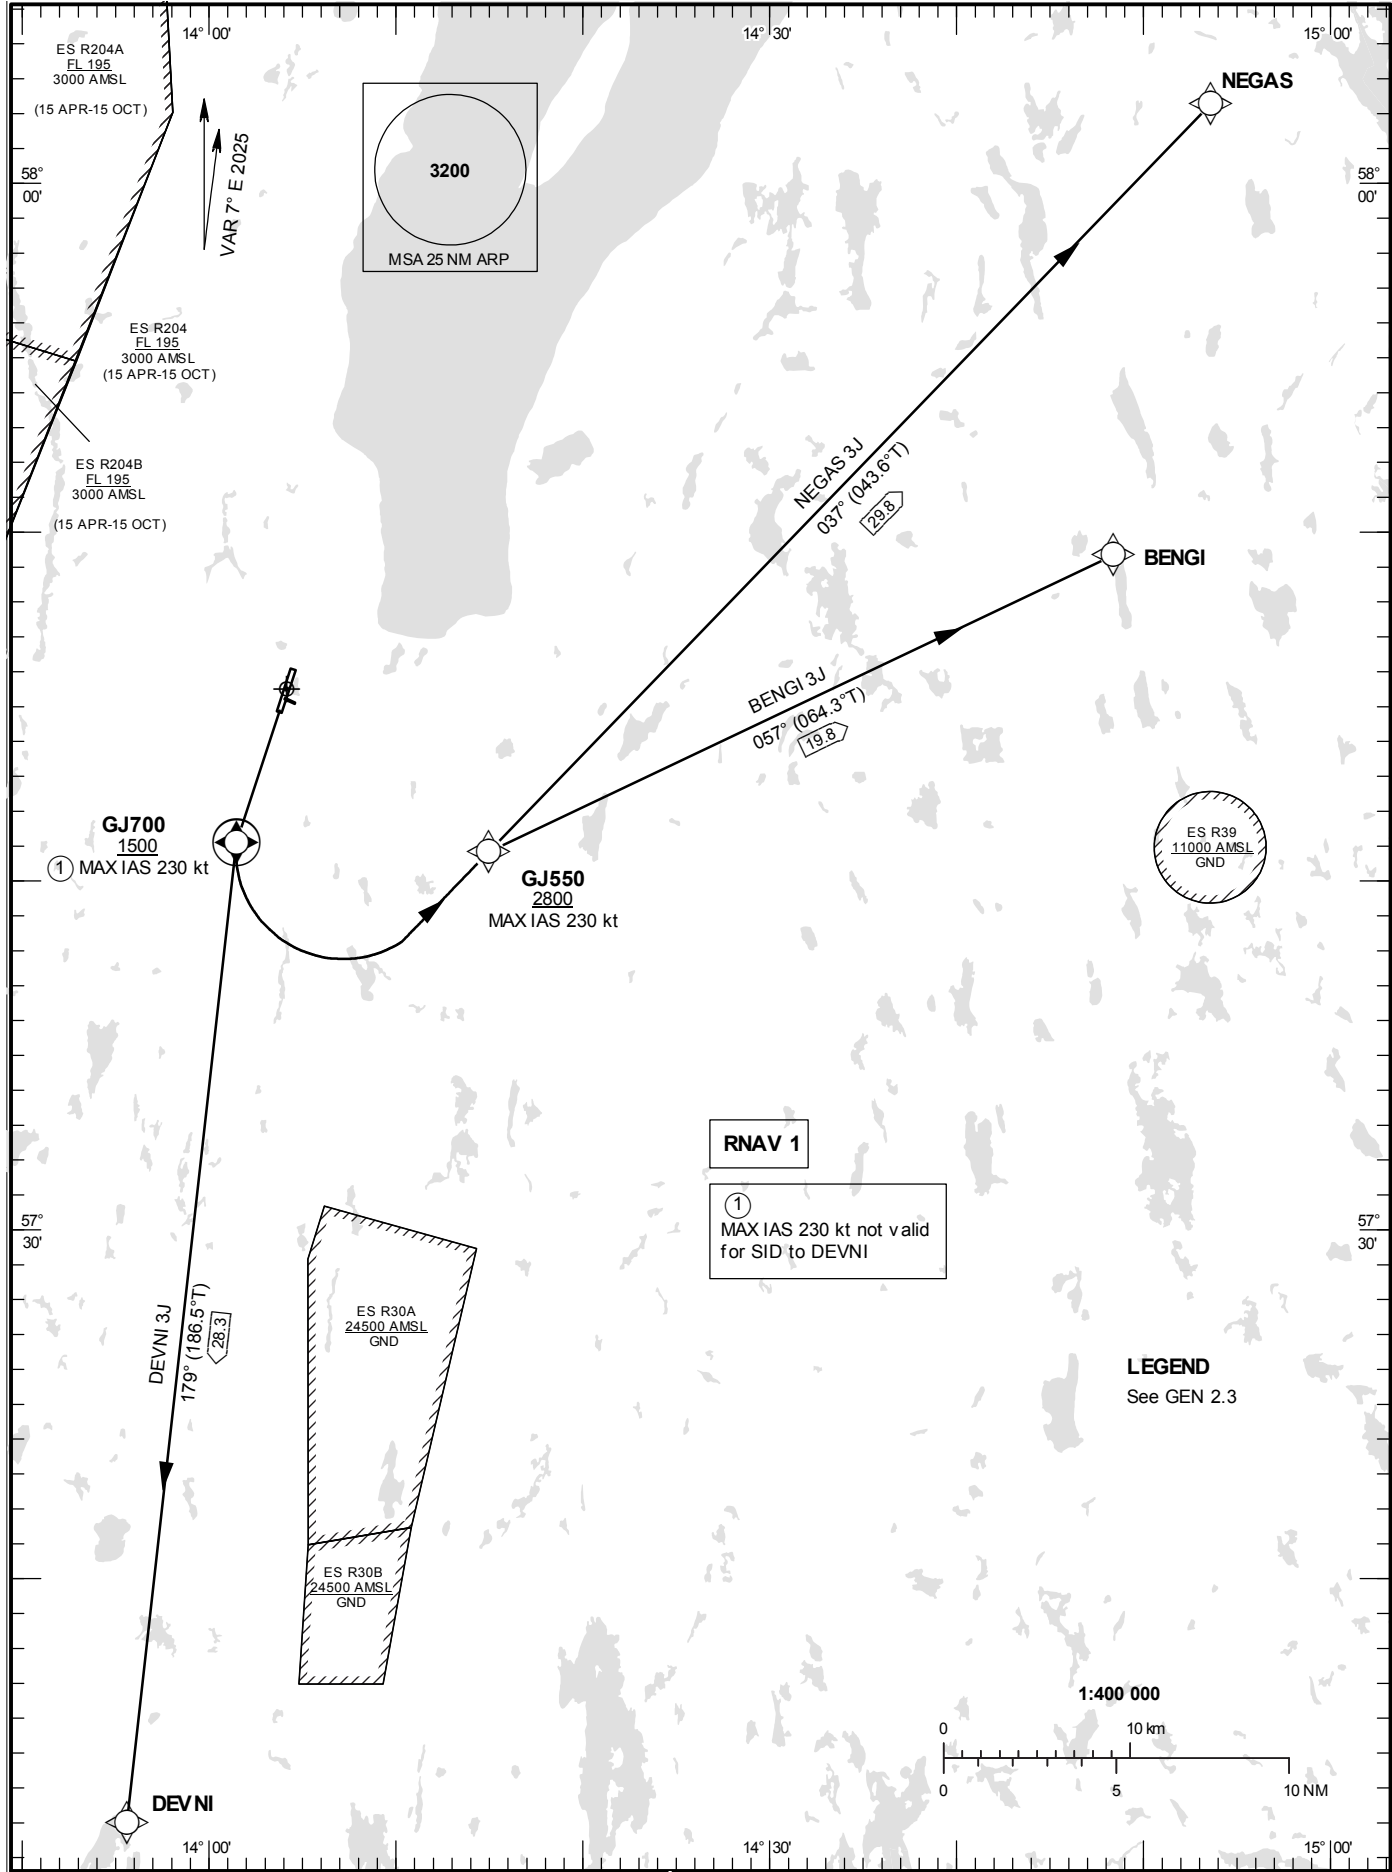 14° 00'
14° 30'
15° 00'
ES R204A
FL 195
3000 AMSL
(15 APR-15 OCT)
VAR 7° E 2025
3200
MSA 25 NM ARP
NEGAS
58°
00'
58°
00'
ES R204
FL 195
3000 AMSL
(15 APR-15 OCT)
ES R204B
FL 195
3000 AMSL
(15 APR-15 OCT)
NEGAS 3J
037° (043.6°T)
29.8
BENGI
BENGI 3J
057° (064.3°T)
19.8
GJ700
1500
1 MAX IAS 230 kt
GJ550
2800
MAX IAS 230 kt
ES R39
11000 AMSL
GND
RNAV 1
1
MAX IAS 230 kt not valid
for SID to DEVNI
57°
30'
57°
30'
DEVNI 3J
179° (186.5°T)
28.3
ES R30A
24500 AMSL
GND
LEGEND
See GEN 2.3
ES R30B
24500 AMSL
GND
1:400 000
0 10 km
0 5 10 NM
DEVNI
14° 00'
14° 30'
15° 00'